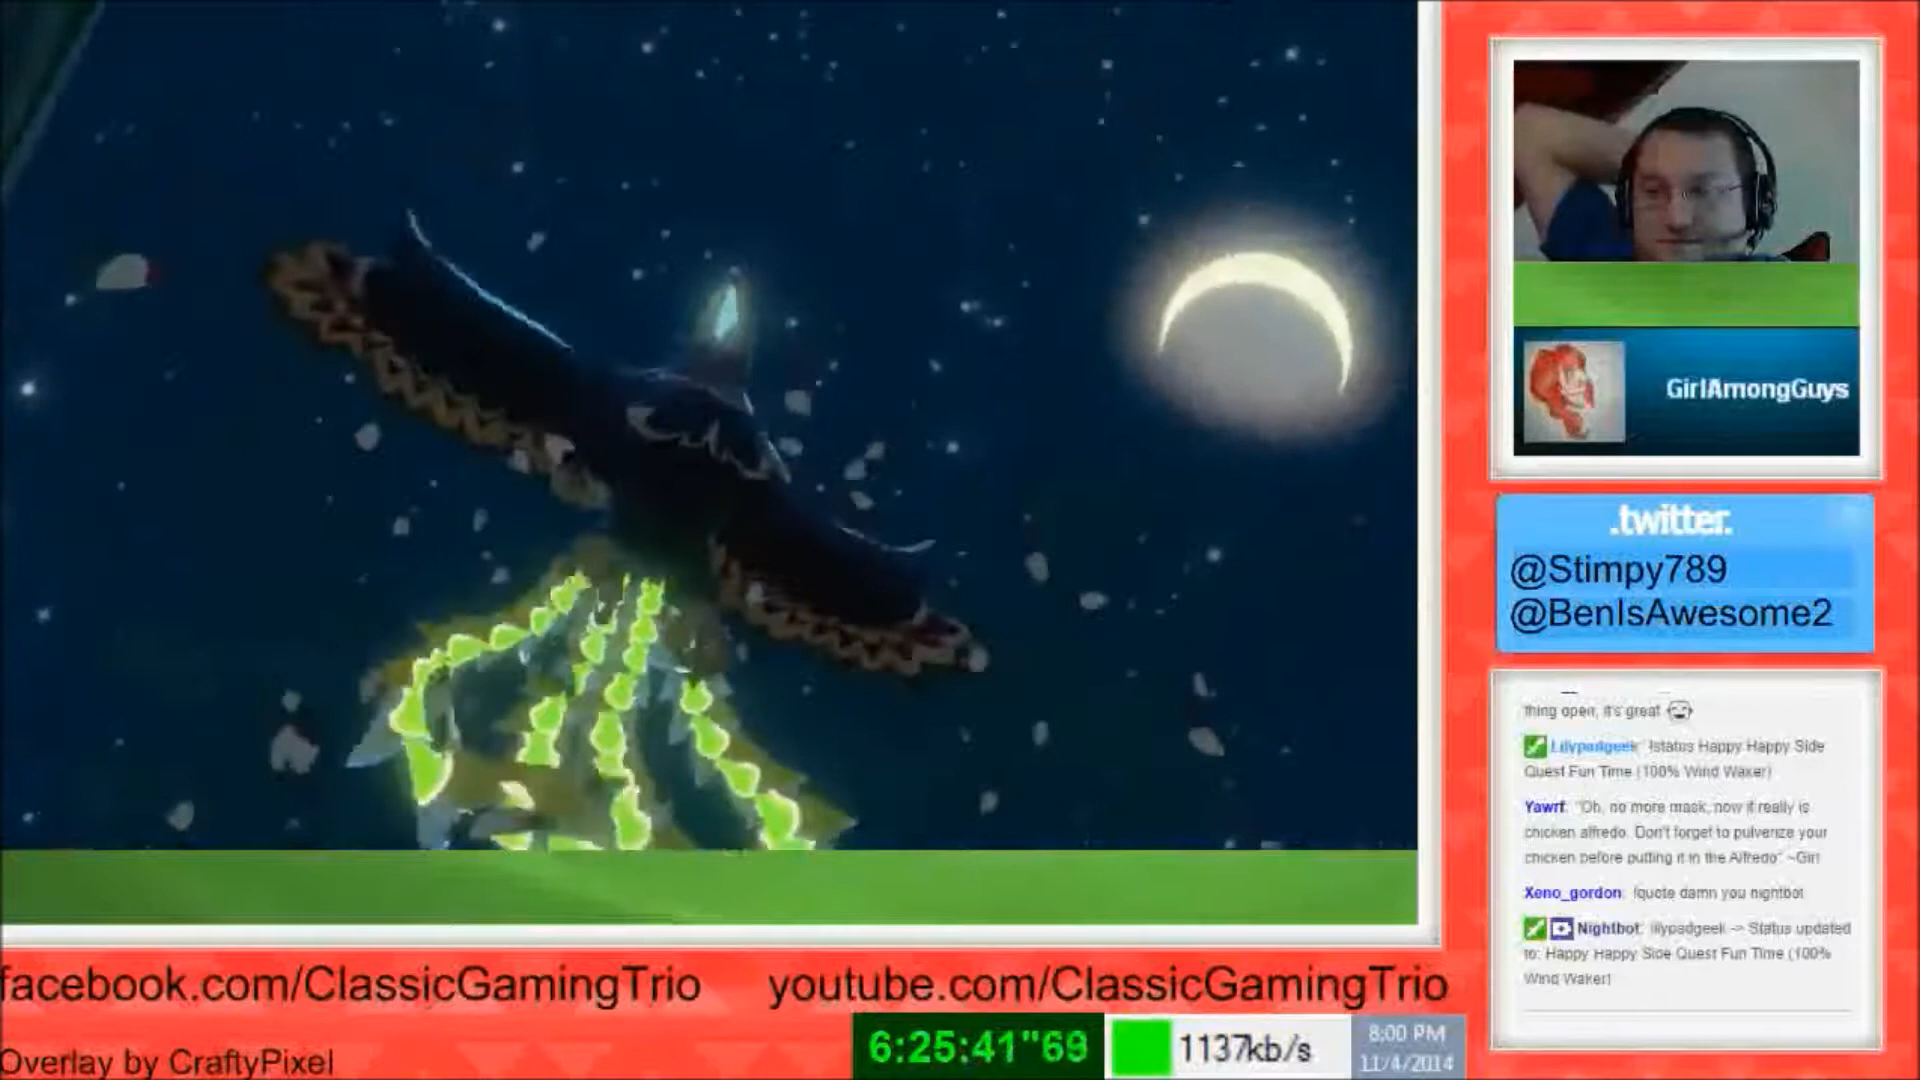 GirlAmongGuys
.twitter.
@Stimpy789
@BenIsAwesome2
thing open, it's great
Lilypadgeek: !status Happy Happy Side
Quest Fun Time (100% Wind Waker)
Yawrf: "Oh, no more mask, now it really is
chicken alfredo. Don't forget to pulverize your
chicken before putting it in the Alfredo" ~Girl
Xeno_gordon: !quote damn you nightbot
Nightbot: lilypadgeek -> Status updated
to: Happy Happy Side Quest Fun Time (100%
Wind Waker)
facebook.com/ClassicGamingTrio
youtube.com/ClassicGamingTrio
Overlay by CraftyPixel
6:25:41"69
1137kb/s
8:00 PM
11/4/2014